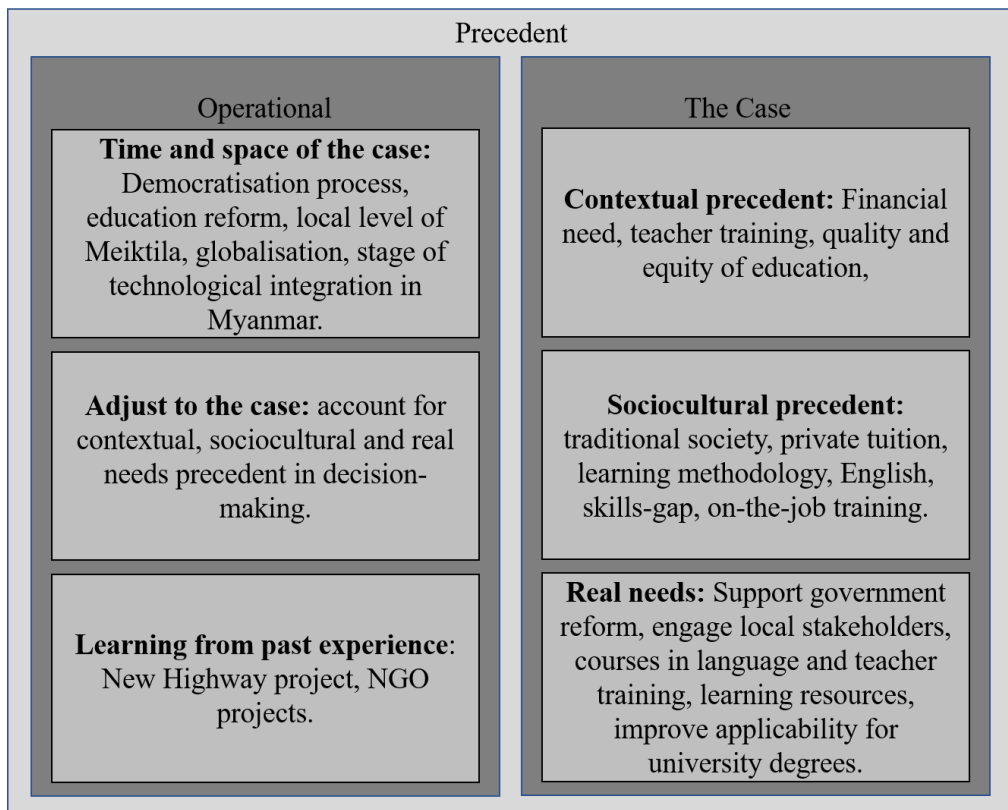 Precedent
Operational
Time and space of the case:
Democratisation process,
education reform, local level of
Meiktila, globalisation, stage of
technological integration in
Myanmar.
Adjust to the case: account for
contextual, sociocultural and real
needs precedent in decision-
making.
Learning from past experience:
New Highway project, NGO
projects.
The Case
Contextual precedent: Financial
need, teacher training, quality and
equity of education,
Sociocultural precedent:
traditional society, private tuition,
learning methodology, English,
skills-gap, on-the-job training.
Real needs: Support government
reform, engage local stakeholders,
courses in language and teacher
training, learning resources,
improve applicability for
university degrees.